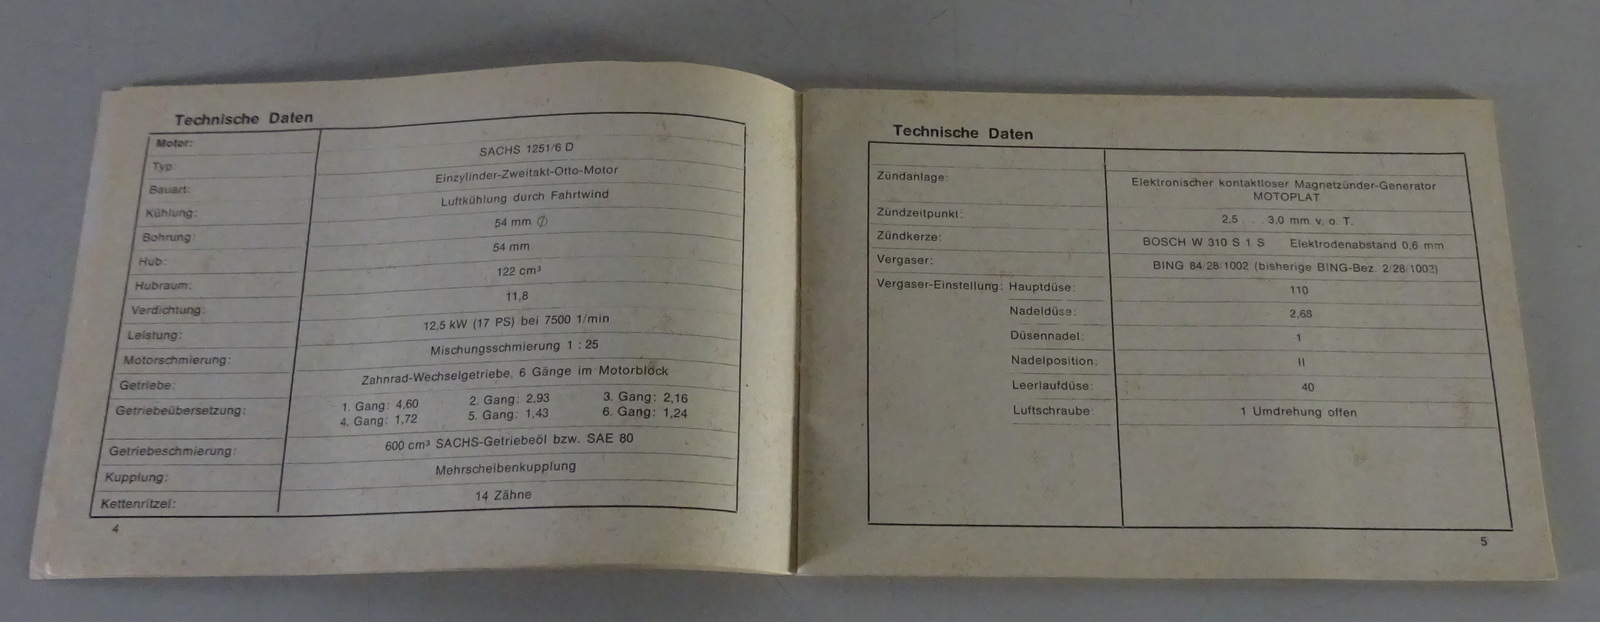 Technische Daten
Motor:
Typ: SACHS 1251/6 D
Bauart: Einzylinder-Zweitakt-Otto-Motor
Kühlung: Luftkühlung durch Fahrtwind
Bohrung: 54 mm ∅
Hub: 54 mm
Hubraum: 122 cm³
Verdichtung: 11,8
Leistung: 12,5 kW (17 PS) bei 7500 1/min
Motorschmierung: Mischungsschmierung 1 : 25
Getriebe: Zahnrad-Wechselgetriebe, 6 Gänge im Motorblock
Getriebeübersetzung: 1. Gang: 4,60 2. Gang: 2,93 3. Gang: 2,16
4. Gang: 1,72 5. Gang: 1,43 6. Gang: 1,24
Getriebeschmierung: 600 cm³ SACHS-Getriebeöl bzw. SAE 80
Kupplung: Mehrscheibenkupplung
Kettenritzel: 14 Zähne
4
Technische Daten
Zündanlage: Elektronischer kontaktloser Magnetzünder-Generator
MOTOPLAT
Zündzeitpunkt: 2,5 . . 3,0 mm v. o. T.
Zündkerze: BOSCH W 310 S 1 S Elektrodenabstand 0,6 mm
Vergaser: BING 84/28/1002 (bisherige BING-Bez. 2/28/1002)
Vergaser-Einstellung: Hauptdüse: 110
Nadeldüse: 2,68
Düsennadel: 1
Nadelposition: II
Leerlaufdüse: 40
Luftschraube: 1 Umdrehung offen
5